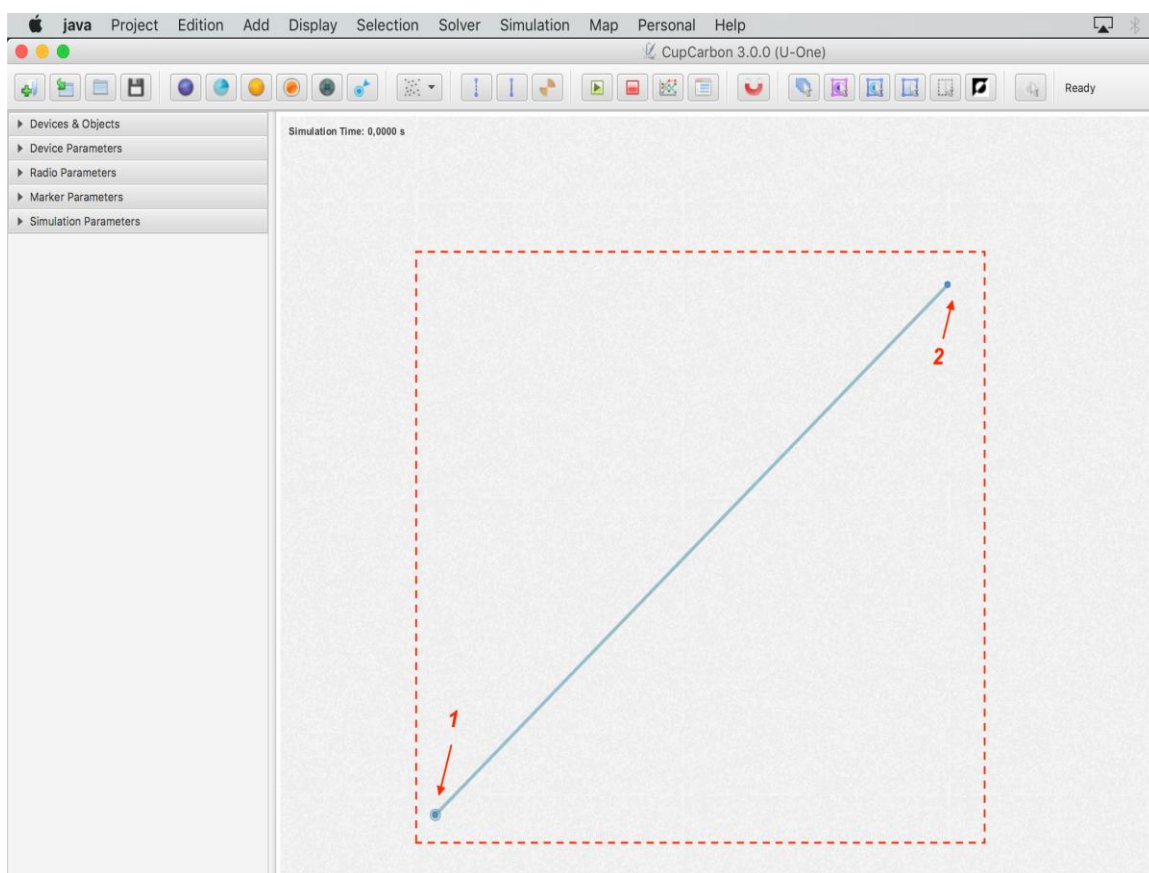 java Project Edition Add Display Selection Solver Simulation Map Personal Help
CupCarbon 3.0.0 (U-One)
Ready
Devices & Objects
Device Parameters
Radio Parameters
Marker Parameters
Simulation Parameters
Simulation Time: 0,0000 s
2
1